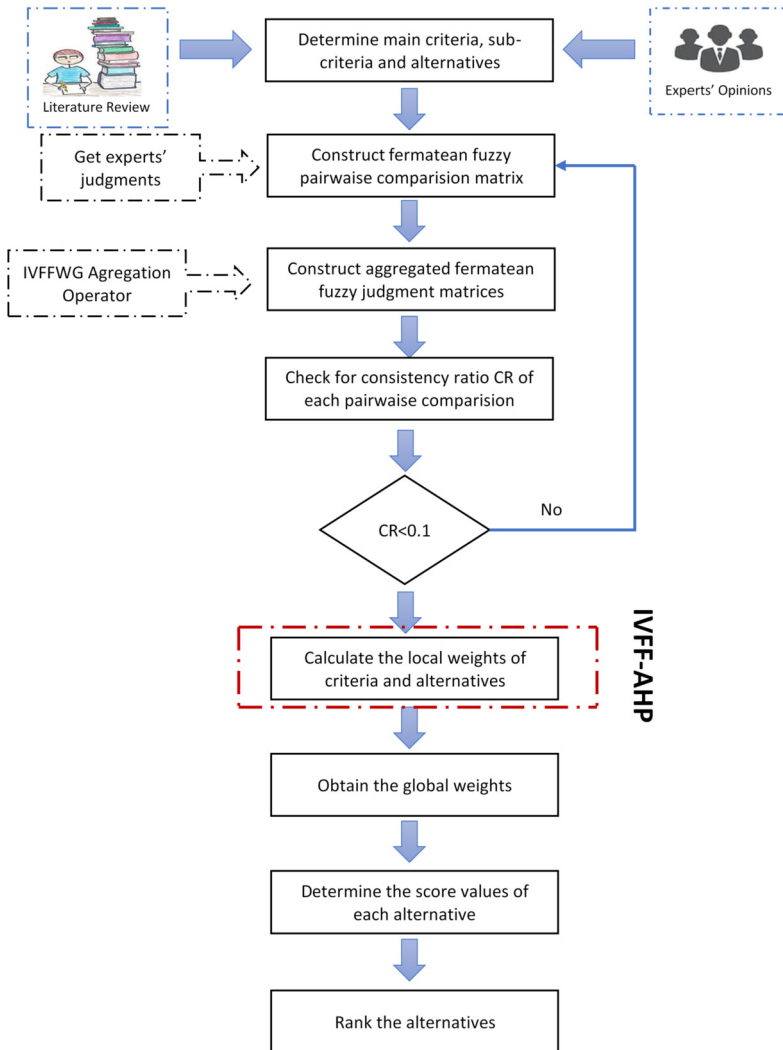 Literature Review
Determine main criteria, sub-
criteria and alternatives
Experts' Opinions
Get experts'
judgments
Construct fermatean fuzzy
pairwaise comparision matrix
IVFFWG Agregation
Operator
Construct aggregated fermatean
fuzzy judgment matrices
Check for consistency ratio CR of
each pairwaise comparision
CR<0.1
No
IVFF-AHP
Calculate the local weights of
criteria and alternatives
Obtain the global weights
Determine the score values of
each alternative
Rank the alternatives